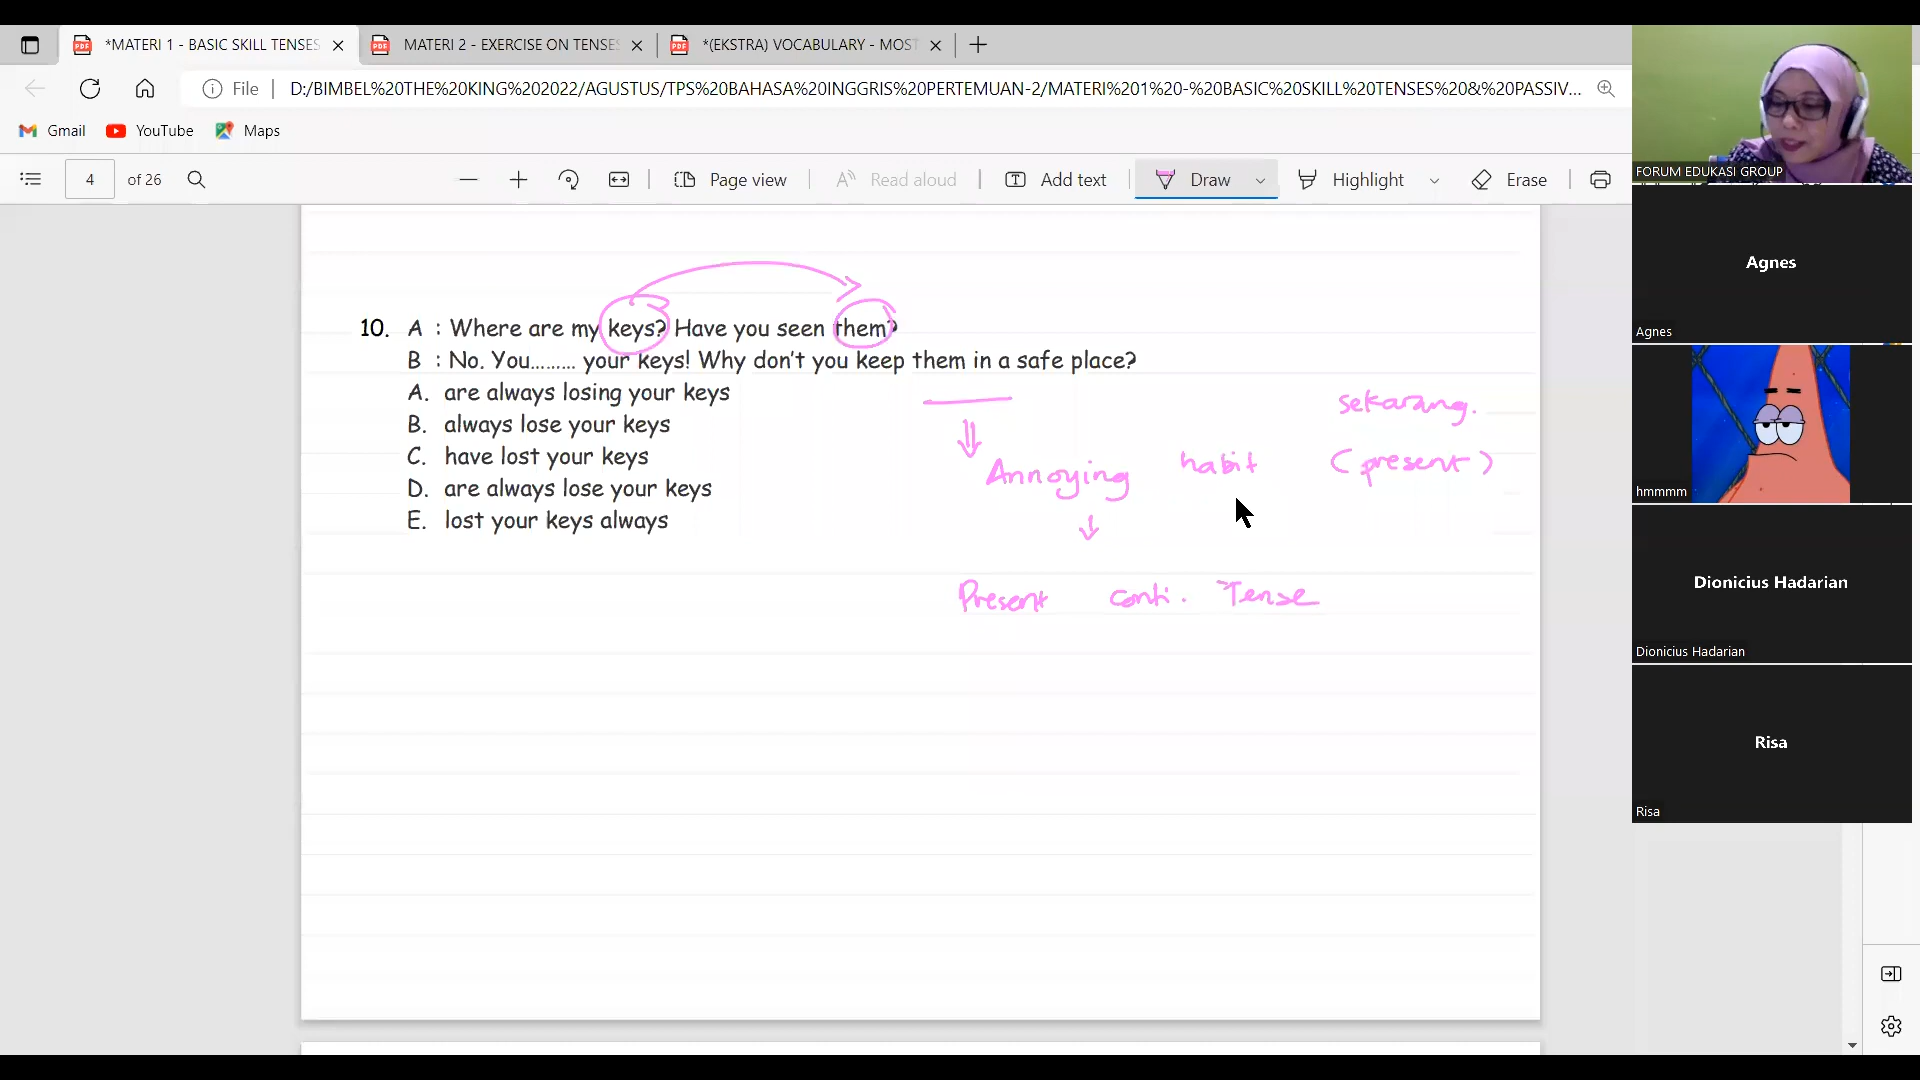 *MATERI 1 - BASIC SKILL TENSES
MATERI 2 - EXERCISE ON TENSES
*(EKSTRA) VOCABULARY - MOST
File
D:/BIMBEL%20THE%20KING%202022/AGUSTUS/TPS%20BAHASA%20INGGRIS%20PERTEMUAN-2/MATERI%201%20-%20BASIC%20SKILL%20TENSES%20&%20PASSIV...
Gmail YouTube Maps
4 of 26 Page view Read aloud Add text Draw Highlight Erase
10. A : Where are my keys? Have you seen them?
B : No. You......... your keys! Why don't you keep them in a safe place?
A. are always losing your keys
B. always lose your keys
C. have lost your keys
D. are always lose your keys
E. lost your keys always
sekarang.
Annoying habit (present)
Present conti. Tense
FORUM EDUKASI GROUP
Agnes
Agnes
hmmmm
Dionicius Hadarian
Dionicius Hadarian
Risa
Risa